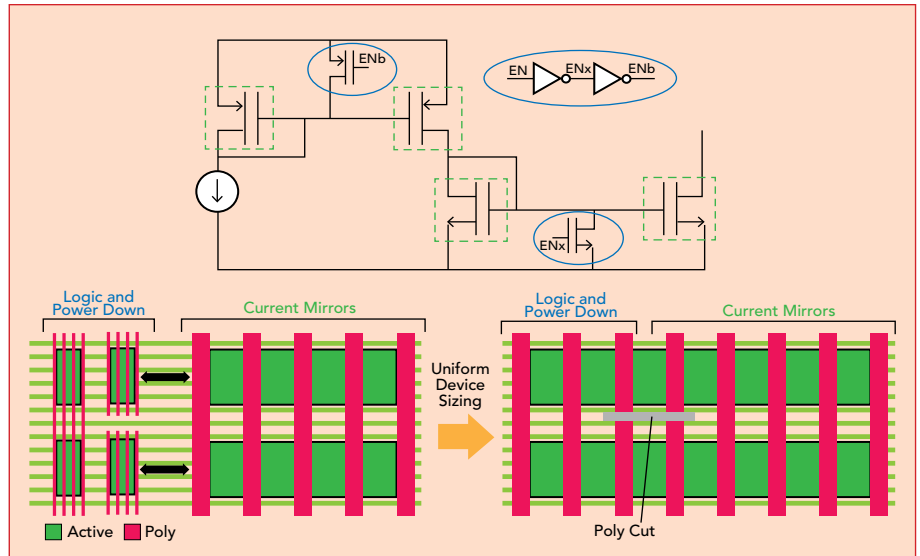 ENb
EN
ENx
ENb
ENx
Logic and
Power Down
Current Mirrors
Uniform
Device
Sizing
Logic and
Power Down
Current Mirrors
Poly Cut
Active
Poly